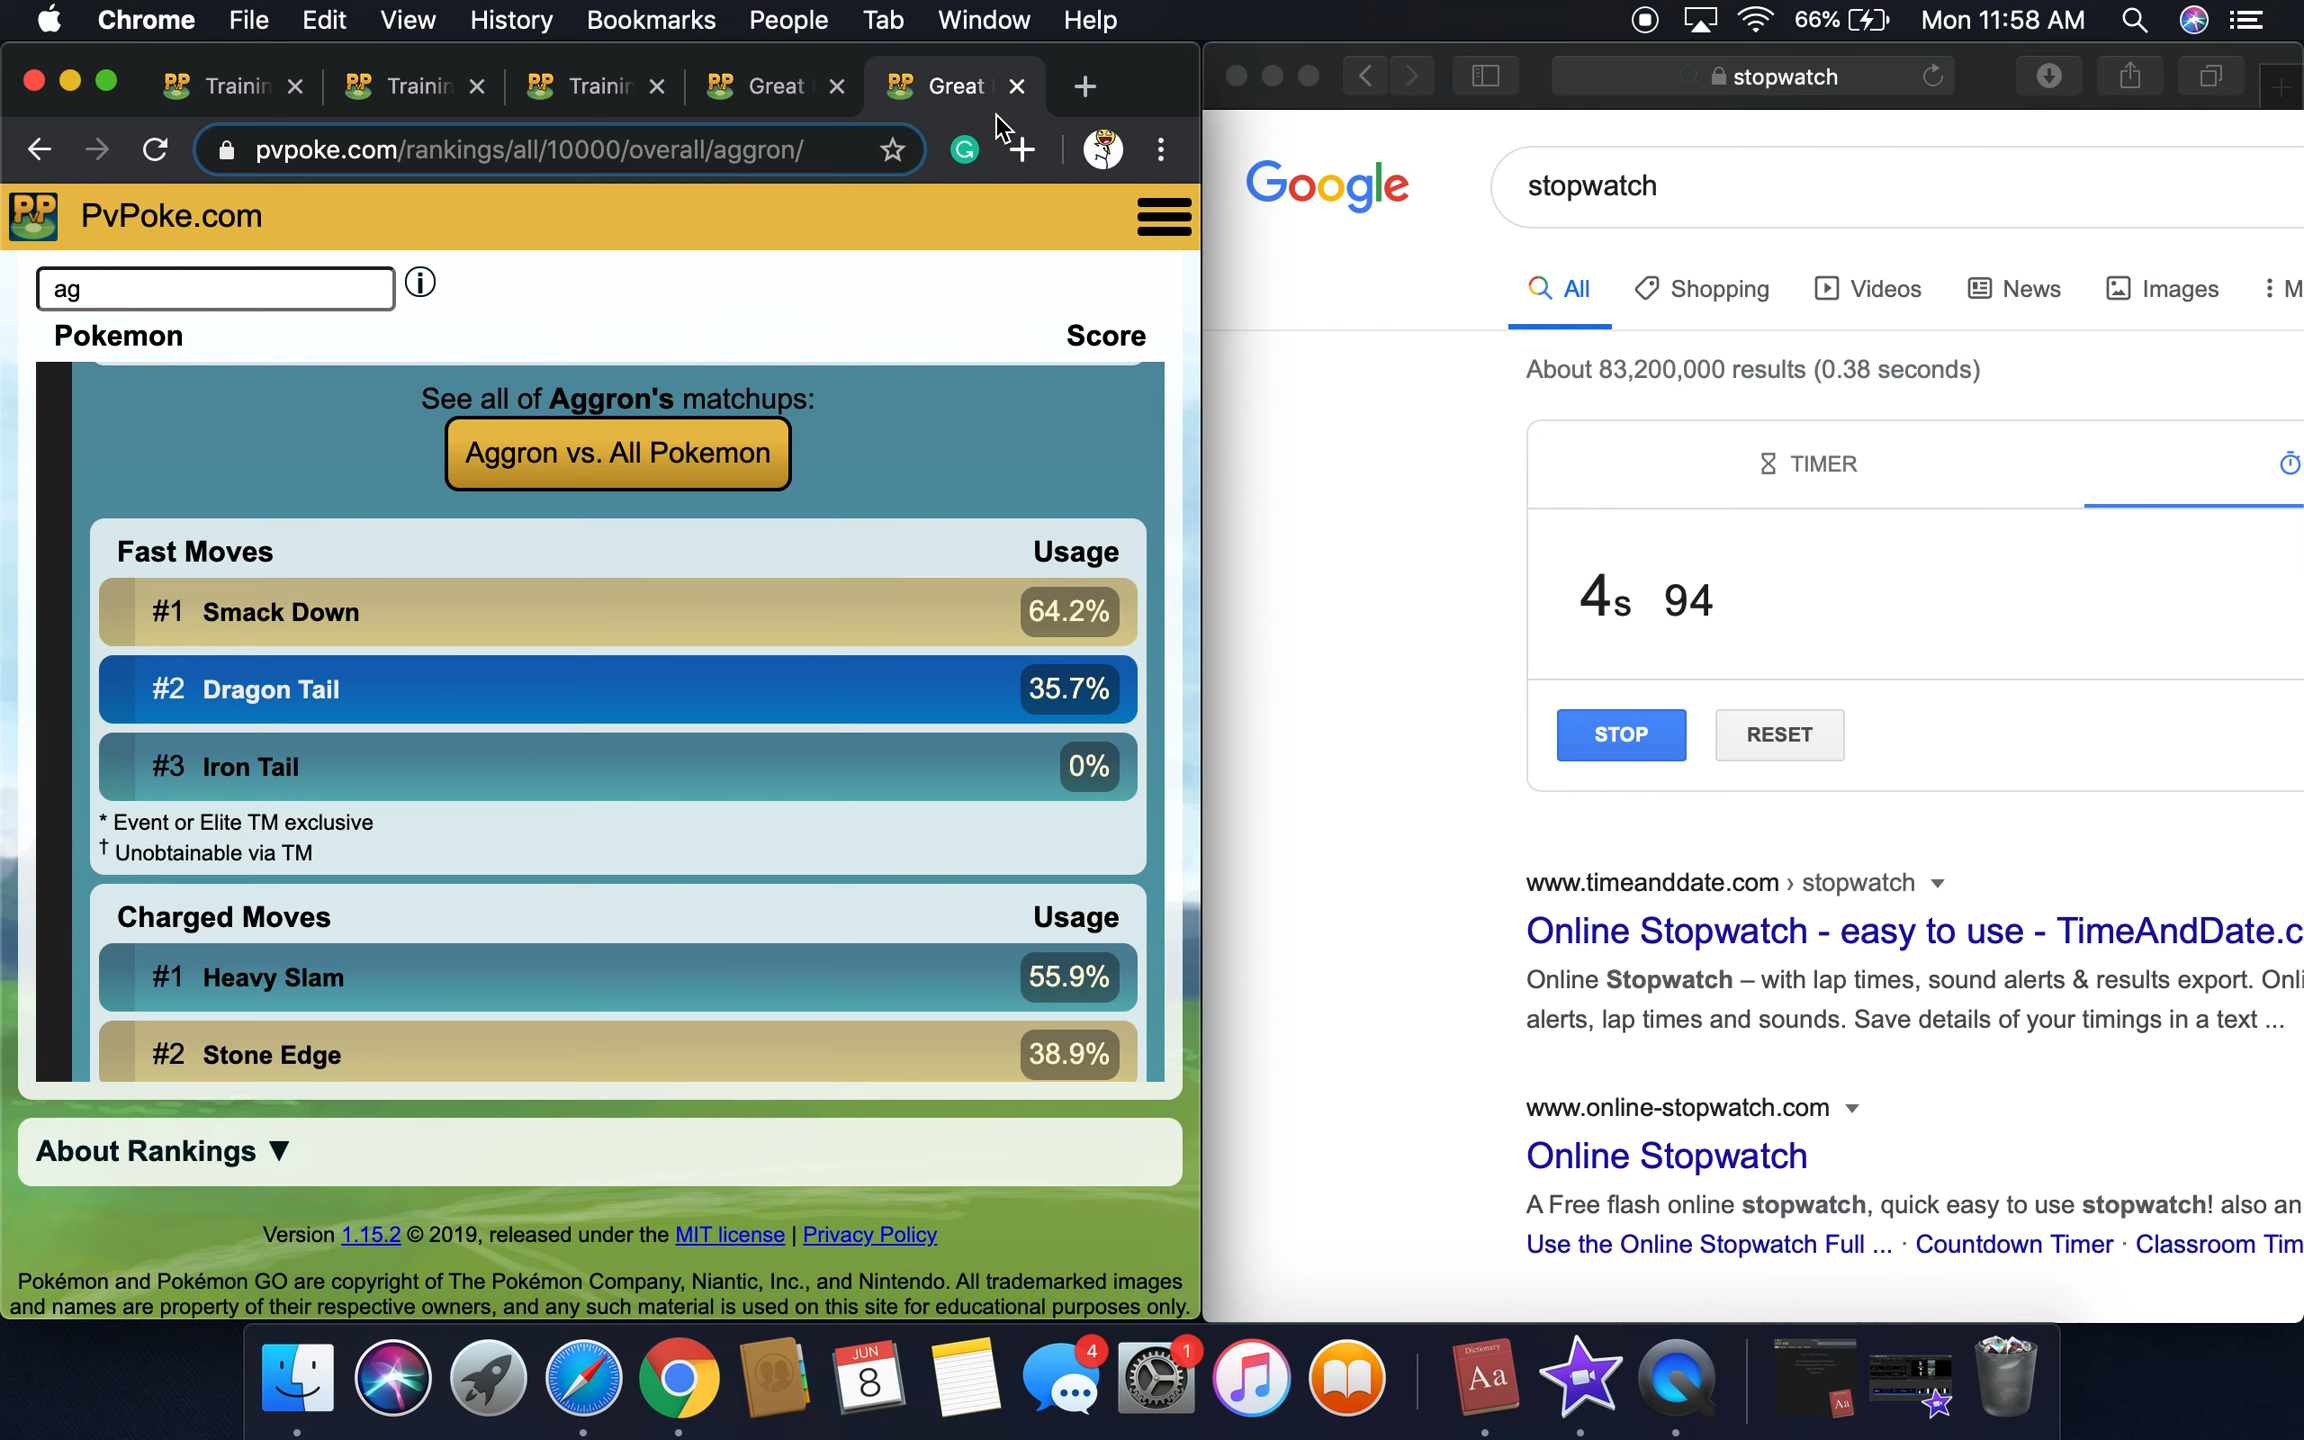 Chrome File Edit View History Bookmarks People Tab Window Help 66% Mon 11:58 AM
Trainin Trainin Trainin Great Great
pvpoke.com/rankings/all/10000/overall/aggron/
PvPoke.com
ag
Pokemon Score
See all of Aggron's matchups:
Aggron vs. All Pokemon
Fast Moves Usage
#1 Smack Down 64.2%
#2 Dragon Tail 35.7%
#3 Iron Tail 0%
* Event or Elite TM exclusive
† Unobtainable via TM
Charged Moves Usage
#1 Heavy Slam 55.9%
#2 Stone Edge 38.9%
About Rankings ▼
Version 1.15.2 © 2019, released under the MIT license | Privacy Policy
Pokémon and Pokémon GO are copyright of The Pokémon Company, Niantic, Inc., and Nintendo. All trademarked images
and names are property of their respective owners, and any such material is used on this site for educational purposes only.
stopwatch
Google stopwatch
All Shopping Videos News Images M
About 83,200,000 results (0.38 seconds)
TIMER
4s 94
STOP RESET
www.timeanddate.com › stopwatch
Online Stopwatch - easy to use - TimeAndDate.c
Online Stopwatch – with lap times, sound alerts & results export. Onli
alerts, lap times and sounds. Save details of your timings in a text ...
www.online-stopwatch.com
Online Stopwatch
A Free flash online stopwatch, quick easy to use stopwatch! also an
Use the Online Stopwatch Full ... · Countdown Timer · Classroom Tim
JUN
8
4
1
Dictionary
Aa
Aa